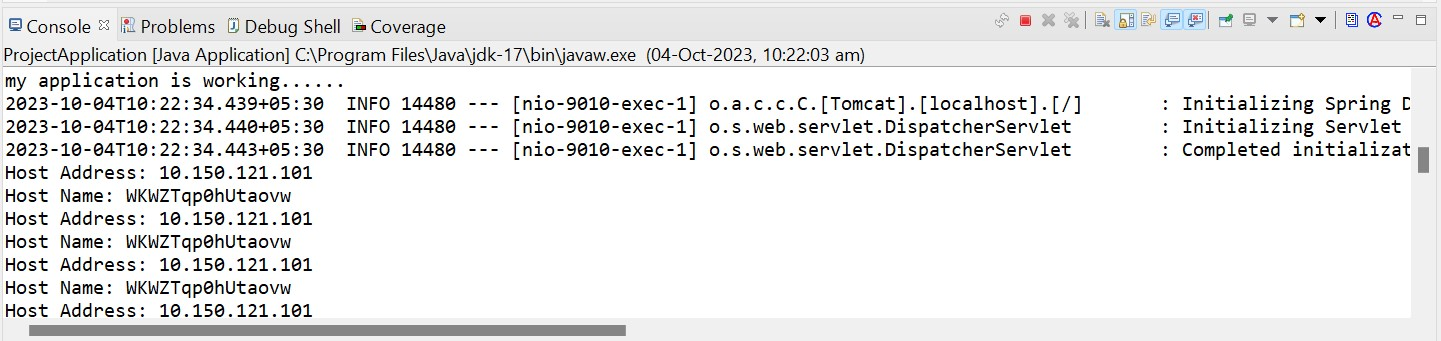 Console Problems Debug Shell Coverage
ProjectApplication [Java Application] C:\Program Files\Java\jdk-17\bin\javaw.exe (04-Oct-2023, 10:22:03 am)
my application is working......
2023-10-04T10:22:34.439+05:30  INFO 14480 --- [nio-9010-exec-1] o.a.c.c.C.[Tomcat].[localhost].[/]       : Initializing Spring D
2023-10-04T10:22:34.440+05:30  INFO 14480 --- [nio-9010-exec-1] o.s.web.servlet.DispatcherServlet        : Initializing Servlet
2023-10-04T10:22:34.443+05:30  INFO 14480 --- [nio-9010-exec-1] o.s.web.servlet.DispatcherServlet        : Completed initializat
Host Address: 10.150.121.101
Host Name: WKWZTqp0hUtaovw
Host Address: 10.150.121.101
Host Name: WKWZTqp0hUtaovw
Host Address: 10.150.121.101
Host Name: WKWZTqp0hUtaovw
Host Address: 10.150.121.101